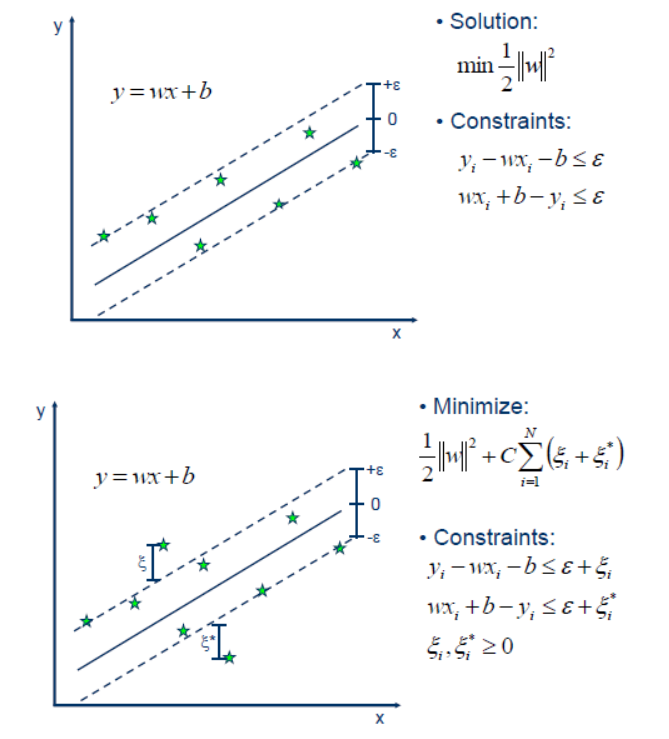 y
y = wx + b
+ε
0
-ε
x
• Solution:
min 1/2 ‖w‖²
• Constraints:
yᵢ − wxᵢ − b ≤ ε
wxᵢ + b − yᵢ ≤ ε
y
y = wx + b
+ε
0
-ε
ξ
ξ*
x
• Minimize:
1/2 ‖w‖² + C ∑ᵢ₌₁ᴺ (ξᵢ + ξᵢ*)
• Constraints:
yᵢ − wxᵢ − b ≤ ε + ξᵢ
wxᵢ + b − yᵢ ≤ ε + ξᵢ*
ξᵢ, ξᵢ* ≥ 0